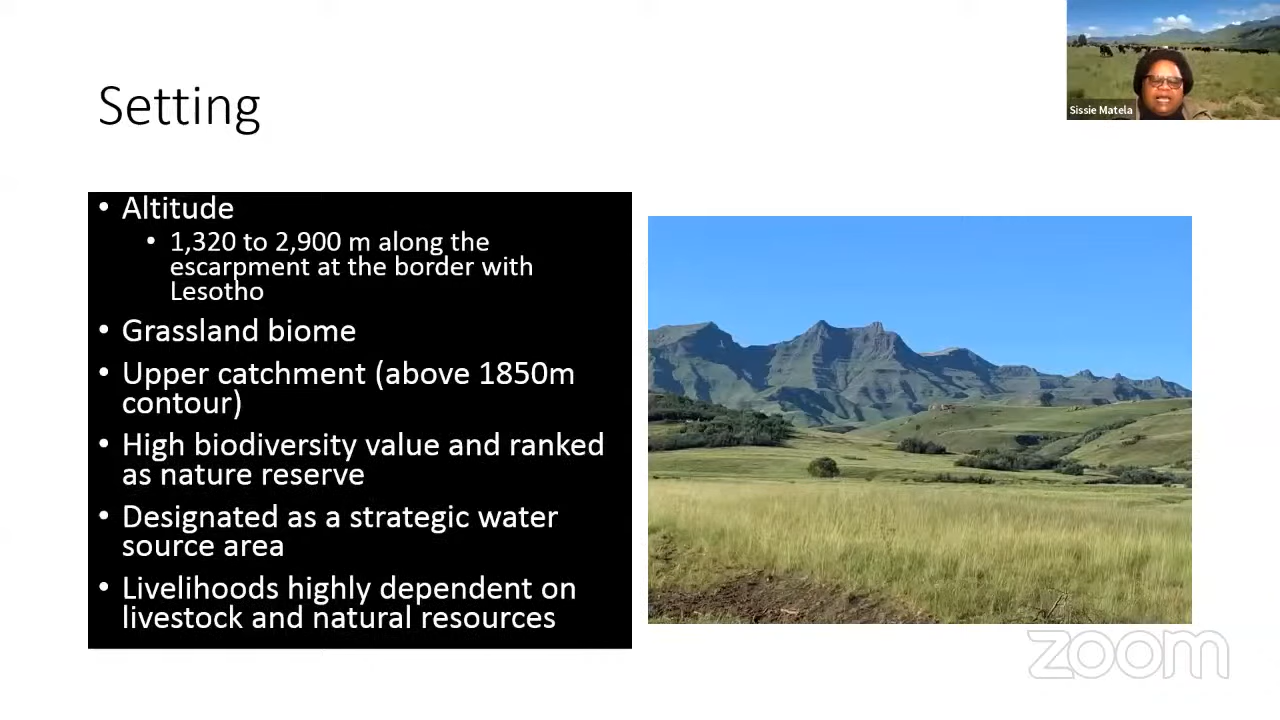 Setting
Sissie Matela
• Altitude
• 1,320 to 2,900 m along the
escarpment at the border with
Lesotho
• Grassland biome
• Upper catchment (above 1850m
contour)
• High biodiversity value and ranked
as nature reserve
• Designated as a strategic water
source area
• Livelihoods highly dependent on
livestock and natural resources
zoom